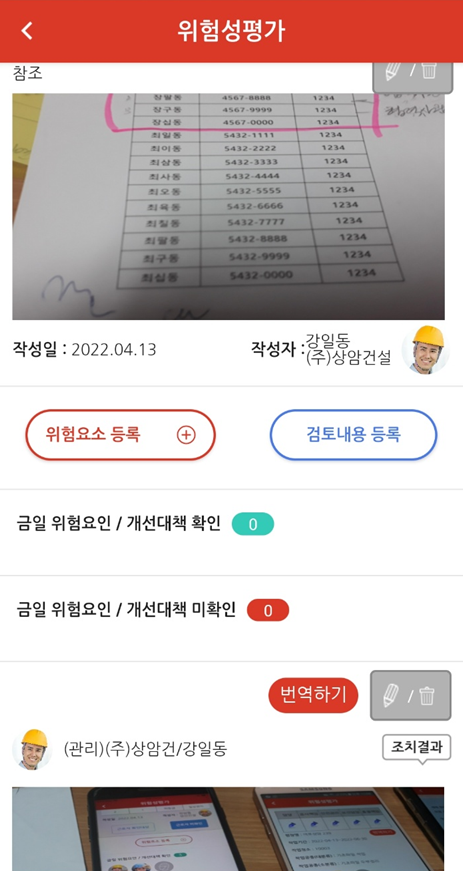 위험성평가
참조
장팔동 4567-8888 1234
장구동 4567-9999 1234
장십동 4567-0000 1234
최일동 5432-1111 1234
최이동 5432-2222 1234
최삼동 5432-3333 1234
최사동 5432-4444 1234
최오동 5432-5555 1234
최육동 5432-6666 1234
최칠동 5432-7777 1234
최팔동 5432-8888 1234
최구동 5432-9999 1234
최십동 5432-0000 1234
작성일 : 2022.04.13
작성자 : 강일동
(주)상암건설
위험요소 등록
검토내용 등록
금일 위험요인 / 개선대책 확인 0
금일 위험요인 / 개선대책 미확인 0
번역하기 /
(관리)(주)상암건/강일동
조치결과
위험성평가